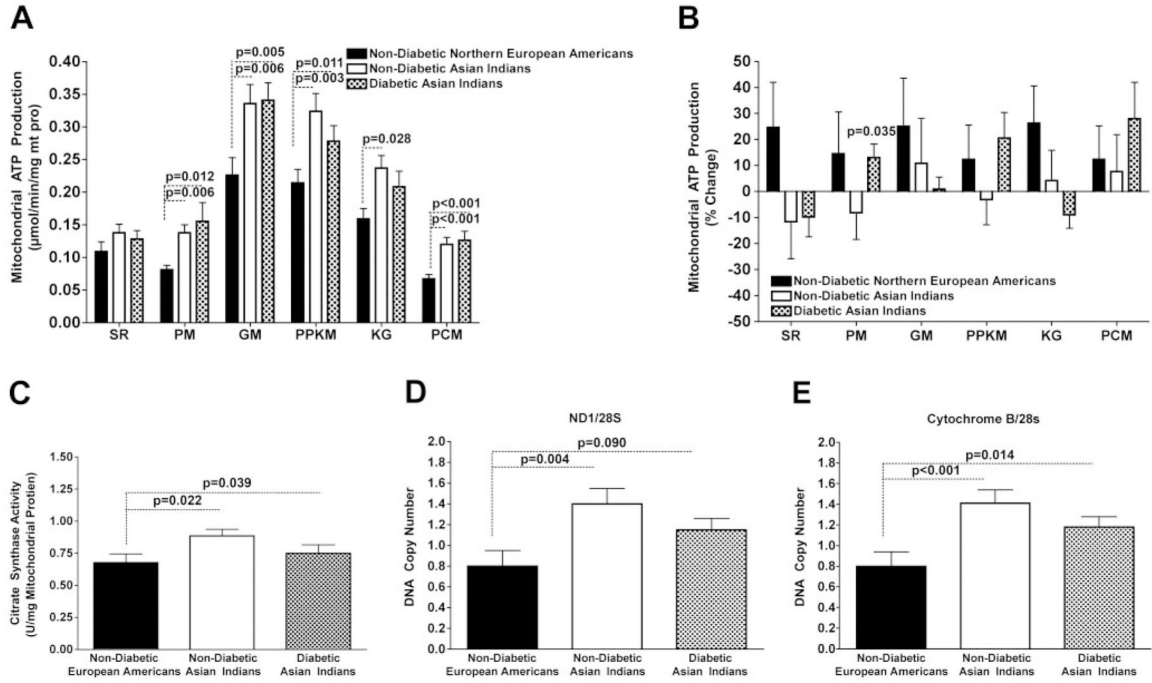 A
Mitochondrial ATP Production
(μmol/min/mg mt pro)
0.40
0.35
0.30
0.25
0.20
0.15
0.10
0.05
0.00
p=0.012
p=0.006
p=0.005
p=0.006
p=0.011
p=0.003
p=0.028
p<0.001
p<0.001
Non-Diabetic Northern European Americans
Non-Diabetic Asian Indians
Diabetic Asian Indians
SR PM GM PPKM KG PCM
B
Mitochondrial ATP Production
(% Change)
50
40
30
20
10
0
-10
-20
-30
-40
-50
p=0.035
Non-Diabetic Northern European Americans
Non-Diabetic Asian Indians
Diabetic Asian Indians
SR PM GM PPKM KG PCM
C
Citrate Synthase Activity
(U/mg Mitochondrial Protien)
1.50
1.25
1.00
0.75
0.50
0.25
0.00
p=0.039
p=0.022
Non-Diabetic
European Americans
Non-Diabetic
Asian Indians
Diabetic
Asian Indians
D
ND1/28S
DNA Copy Number
2.0
1.8
1.6
1.4
1.2
1.0
0.8
0.6
0.4
0.2
0.0
p=0.090
p=0.004
Non-Diabetic
European Americans
Non-Diabetic
Asian Indians
Diabetic
Asian Indians
E
Cytochrome B/28s
DNA Copy Number
2.0
1.8
1.6
1.4
1.2
1.0
0.8
0.6
0.4
0.2
0.0
p=0.014
p<0.001
Non-Diabetic
European Americans
Non-Diabetic
Asian Indians
Diabetic
Asian Indians